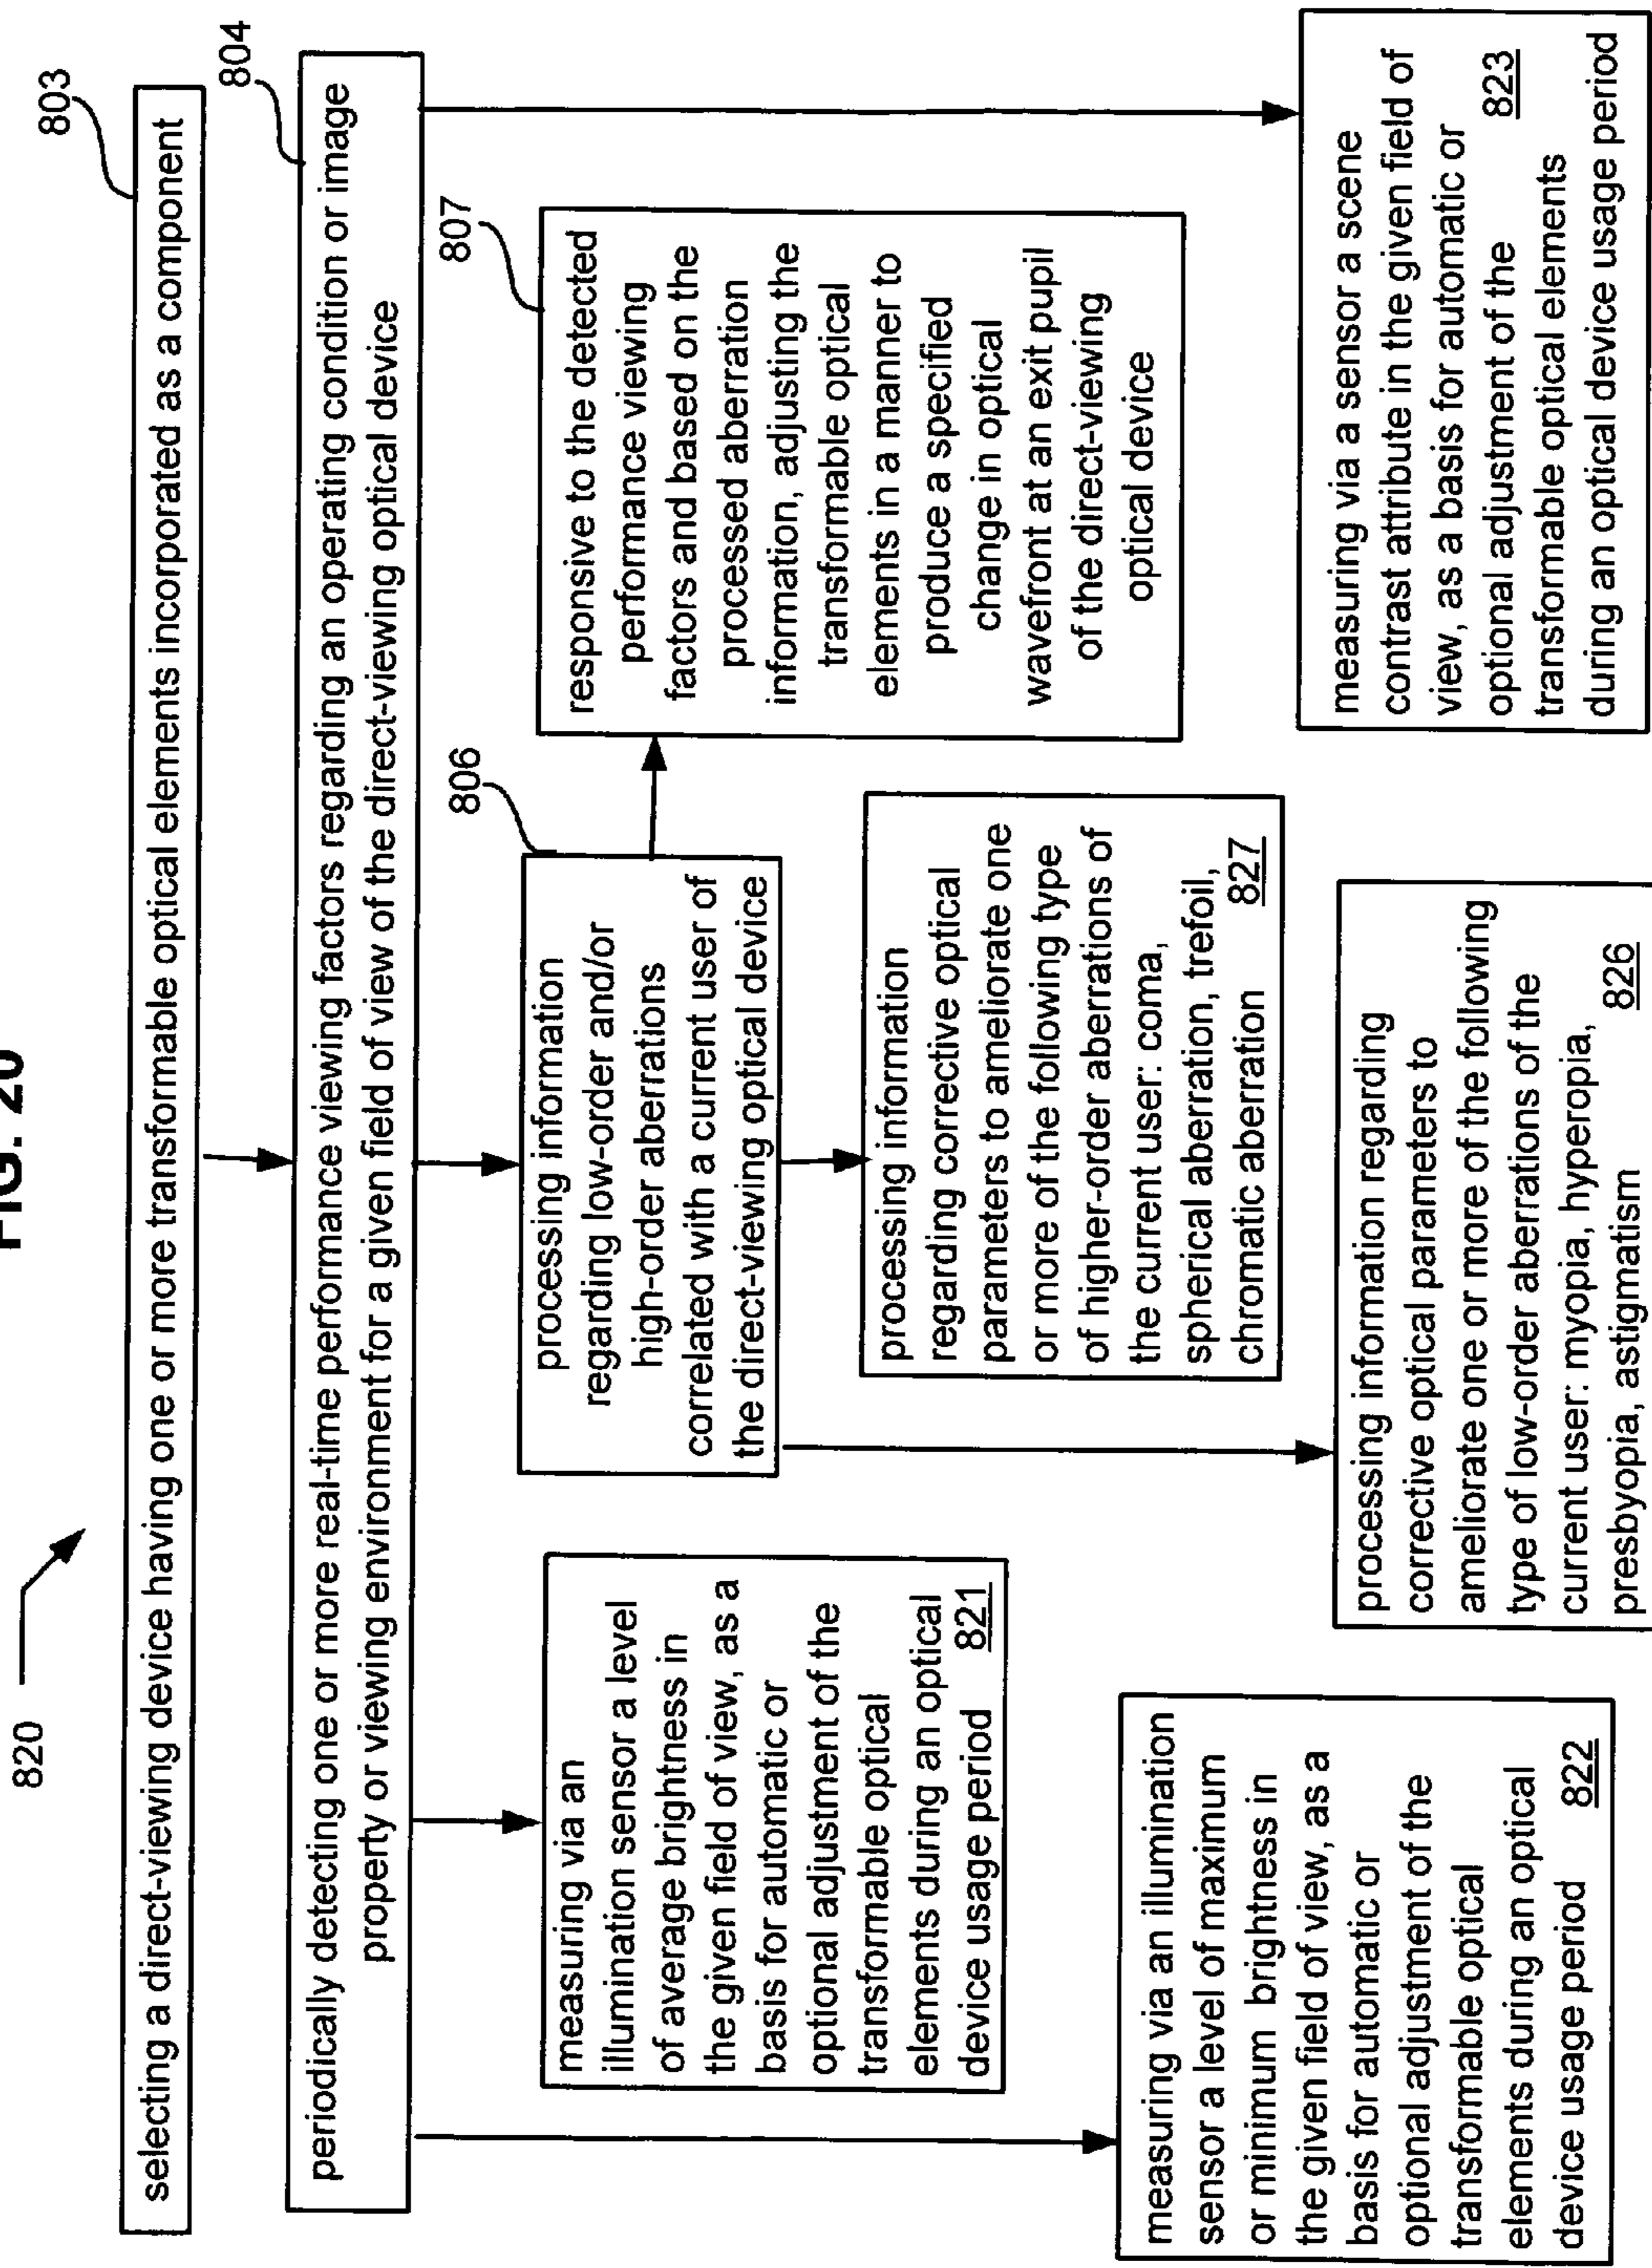 FIG. 20
820
803
selecting a direct-viewing device having one or more transformable optical elements incorporated as a component
804
periodically detecting one or more real-time performance viewing factors regarding an operating condition or image
property or viewing environment for a given field of view of the direct-viewing optical device
806
processing information
regarding low-order and/or
high-order aberrations
correlated with a current user of
the direct-viewing optical device
807
responsive to the detected
performance viewing
factors and based on the
processed aberration
information, adjusting the
transformable optical
elements in a manner to
produce a specified
change in optical
wavefront at an exit pupil
of the direct-viewing
optical device
measuring via an
illumination sensor a level
of average brightness in
the given field of view, as a
basis for automatic or
optional adjustment of the
transformable optical
elements during an optical
device usage period 821
processing information
regarding corrective optical
parameters to ameliorate one
or more of the following type
of higher-order aberrations of
the current user: coma,
spherical aberration, trefoil,
chromatic aberration 827
measuring via an illumination
sensor a level of maximum
or minimum brightness in
the given field of view, as a
basis for automatic or
optional adjustment of the
transformable optical
elements during an optical
device usage period 822
processing information regarding
corrective optical parameters to
ameliorate one or more of the following
type of low-order aberrations of the
current user: myopia, hyperopia,
presbyopia, astigmatism 826
measuring via a sensor a scene
contrast attribute in the given field of
view, as a basis for automatic or
optional adjustment of the
transformable optical elements 823
during an optical device usage period